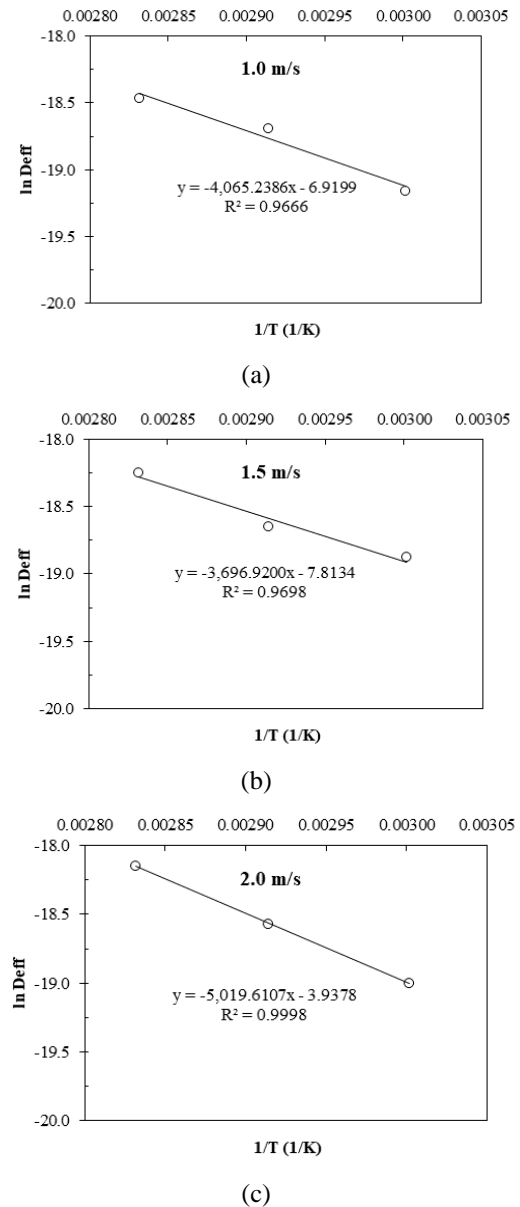 0.00280 0.00285 0.00290 0.00295 0.00300 0.00305
-18.0
1.0 m/s
-18.5
ln Deff
-19.0
y = -4,065.2386x - 6.9199
R² = 0.9666
-19.5
-20.0
1/T (1/K)
(a)
0.00280 0.00285 0.00290 0.00295 0.00300 0.00305
-18.0
1.5 m/s
-18.5
ln Deff
-19.0
y = -3,696.9200x - 7.8134
R² = 0.9698
-19.5
-20.0
1/T (1/K)
(b)
0.00280 0.00285 0.00290 0.00295 0.00300 0.00305
-18.0
2.0 m/s
-18.5
ln Deff
-19.0
y = -5,019.6107x - 3.9378
R² = 0.9998
-19.5
-20.0
1/T (1/K)
(c)